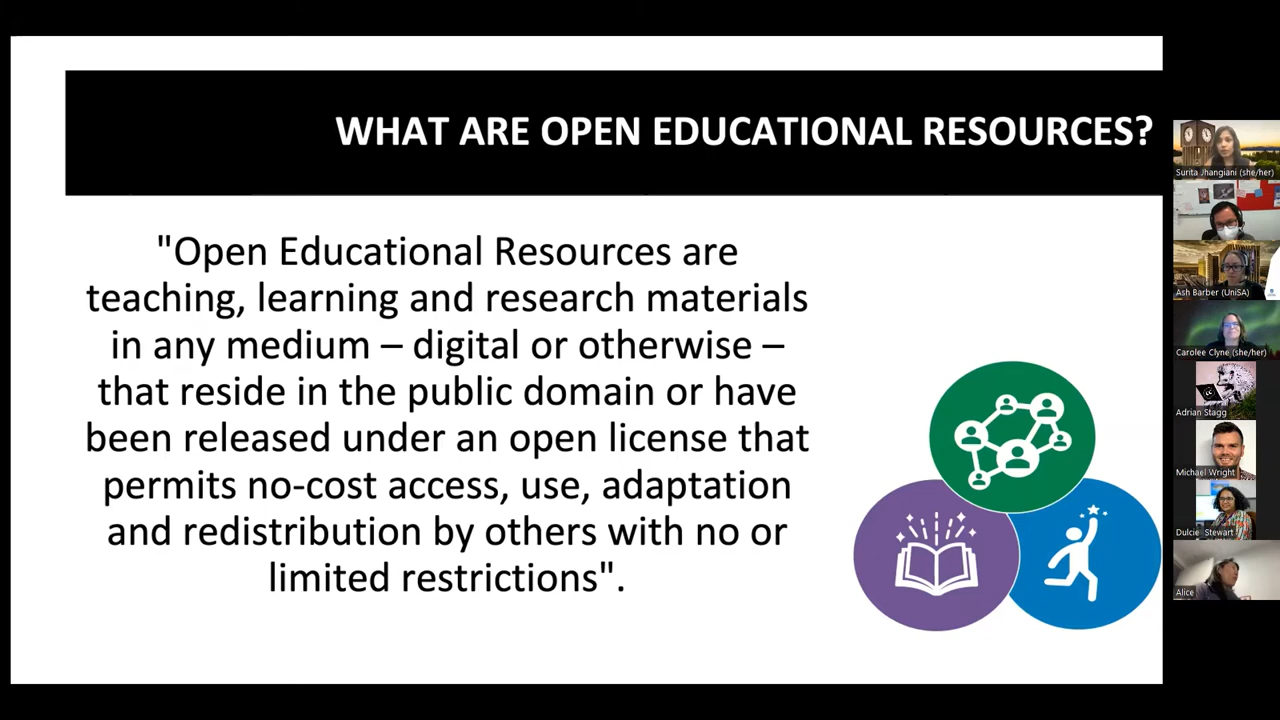 WHAT ARE OPEN EDUCATIONAL RESOURCES?
"Open Educational Resources are
teaching, learning and research materials
in any medium – digital or otherwise –
that reside in the public domain or have
been released under an open license that
permits no-cost access, use, adaptation
and redistribution by others with no or
limited restrictions".
Surita Jhangiani (she/her)
Ash Barber (UniSA)
Carolee Clyne (she/her)
Adrian Stagg
Michael Wright
Dulcie Stewart
Alice